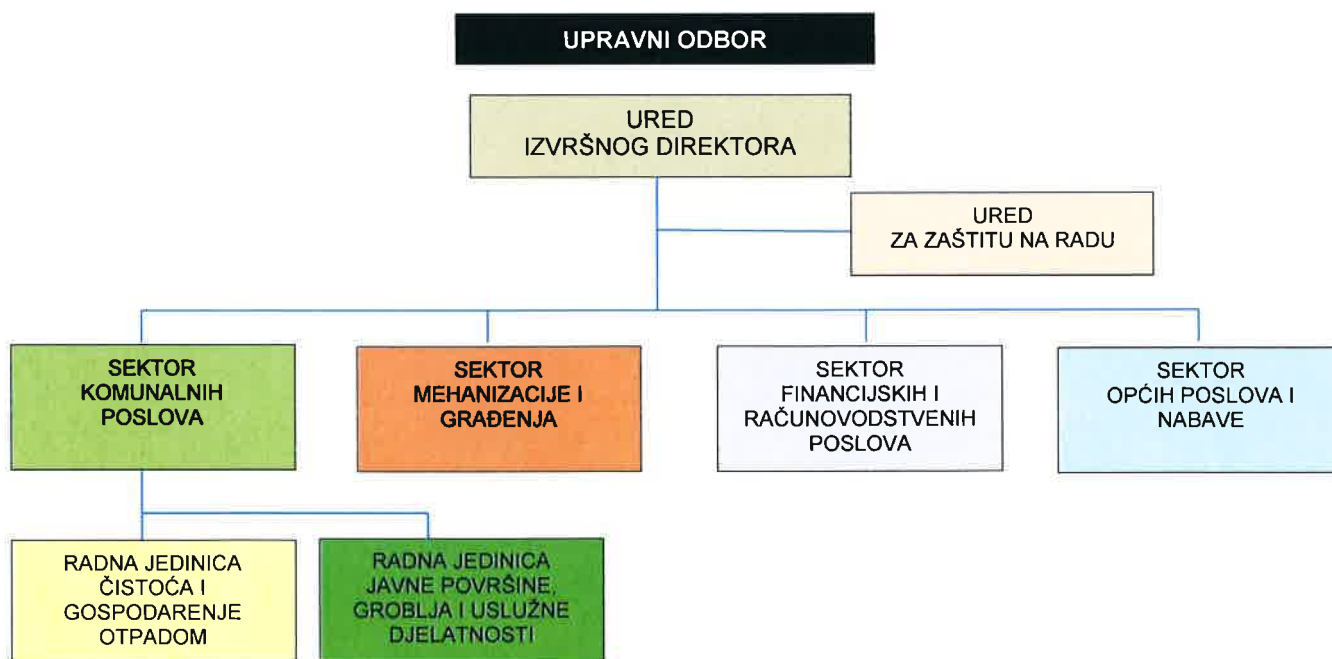 UPRAVNI ODBOR
URED
IZVRŠNOG DIREKTORA
URED
ZA ZAŠTITU NA RADU
SEKTOR
KOMUNALNIH
POSLOVA
SEKTOR
MEHANIZACIJE I
GRAĐENJA
SEKTOR
FINANCIJSKIH I
RAČUNOVODSTVENIH
POSLOVA
SEKTOR
OPĆIH POSLOVA I
NABAVE
RADNA JEDINICA
ČISTOĆA I
GOSPODARENJE
OTPADOM
RADNA JEDINICA
JAVNE POVRŠINE,
GROBLJA I USLUŽNE
DJELATNOSTI